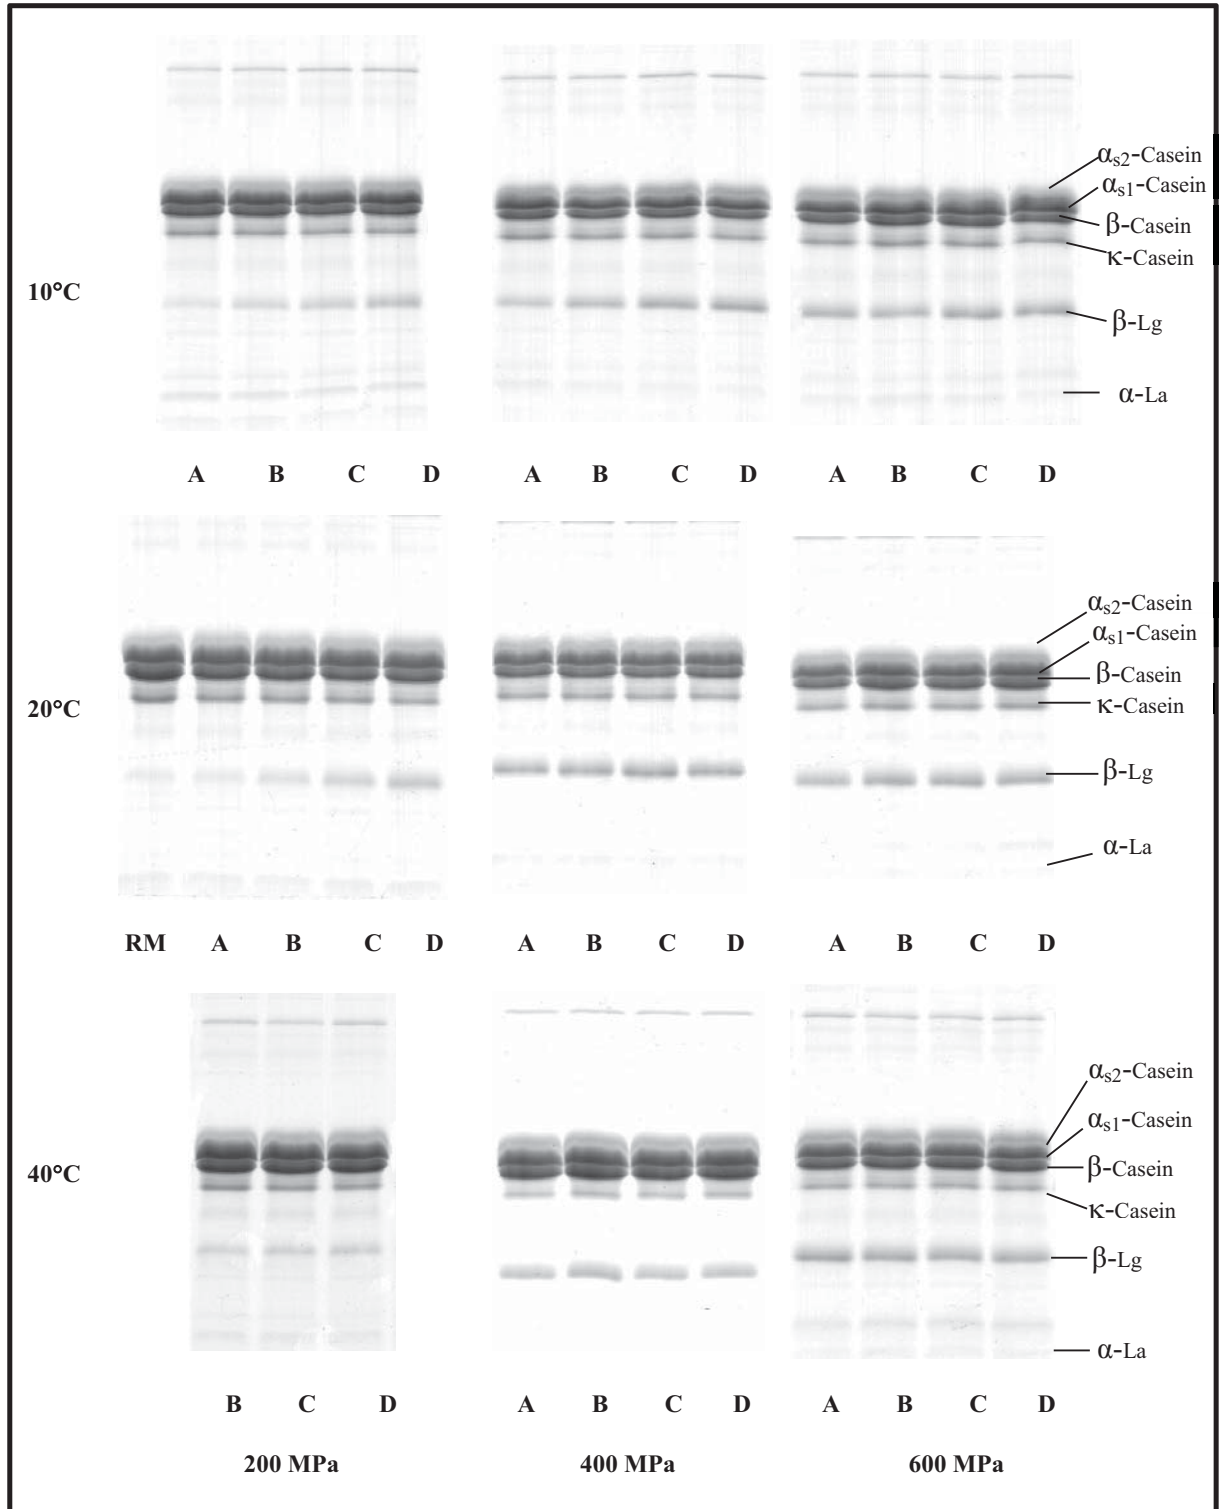 αs2-Casein
αs1-Casein
β-Casein
κ-Casein
10°C
β-Lg
α-La
A B C D A B C D A B C D
αs2-Casein
αs1-Casein
β-Casein
κ-Casein
20°C
β-Lg
α-La
RM A B C D A B C D A B C D
αs2-Casein
αs1-Casein
β-Casein
40°C
κ-Casein
β-Lg
α-La
B C D A B C D A B C D
200 MPa 400 MPa 600 MPa